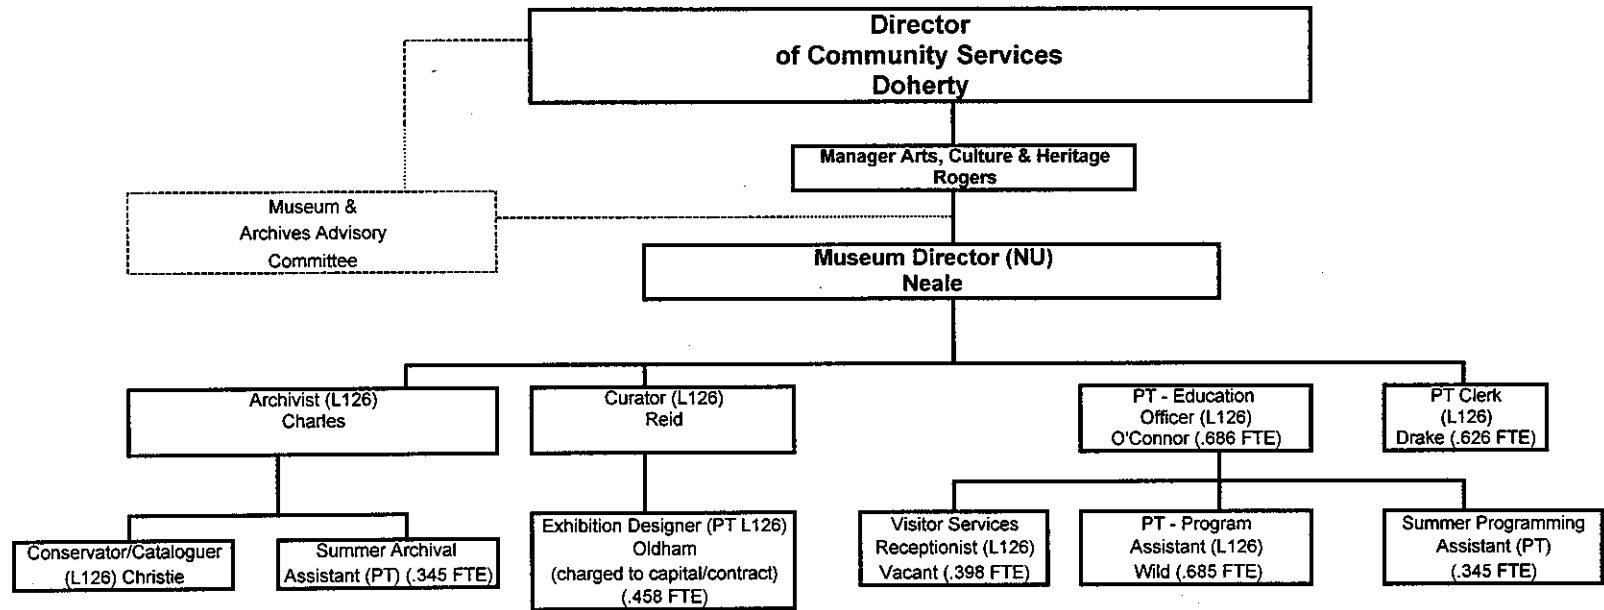 Director
of Community Services
Doherty
Manager Arts, Culture & Heritage
Rogers
Museum &
Archives Advisory
Committee
Museum Director (NU)
Neale
Archivist (L126)
Charles
Curator (L126)
Reid
PT - Education
Officer (L126)
O'Connor (.686 FTE)
PT Clerk
(L126)
Drake (.626 FTE)
Conservator/Cataloguer
(L126) Christie
Summer Archival
Assistant (PT) (.345 FTE)
Exhibition Designer (PT L126)
Oldham
(charged to capital/contract)
(.458 FTE)
Visitor Services
Receptionist (L126)
Vacant (.398 FTE)
PT - Program
Assistant (L126)
Wild (.685 FTE)
Summer Programming
Assistant (PT)
(.345 FTE)